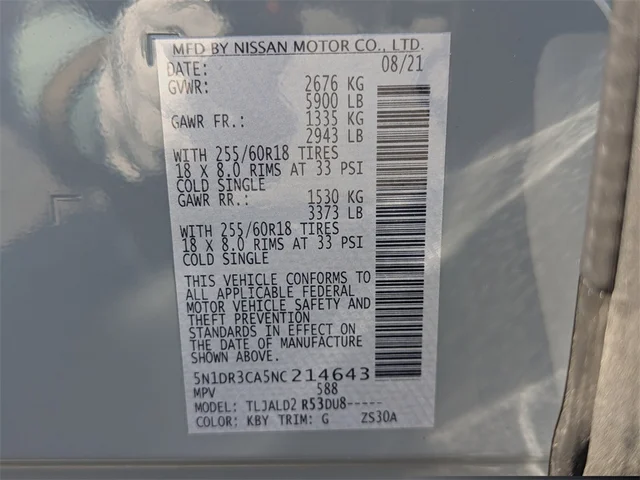 MFD BY NISSAN MOTOR CO., LTD.
DATE: 08/21
GVWR: 2676 KG
5900 LB
GAWR FR.: 1335 KG
2943 LB
WITH 255/60R18 TIRES
18 X 8.0 RIMS AT 33 PSI
COLD SINGLE
GAWR RR.: 1530 KG
3373 LB
WITH 255/60R18 TIRES
18 X 8.0 RIMS AT 33 PSI
COLD SINGLE
THIS VEHICLE CONFORMS TO
ALL APPLICABLE FEDERAL
MOTOR VEHICLE SAFETY AND
THEFT PREVENTION
STANDARDS IN EFFECT ON
THE DATE OF MANUFACTURE
SHOWN ABOVE.
5N1DR3CA5NC214643
MPV 588
MODEL: TLJALD2 R53DU8-----
COLOR: KBY TRIM: G ZS30A